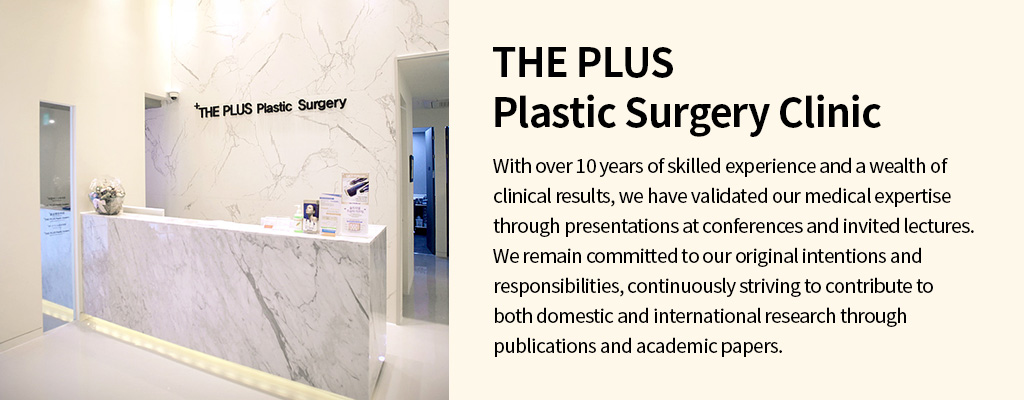 +THE PLUS Plastic Surgery
THE PLUS
Plastic Surgery Clinic
With over 10 years of skilled experience and a wealth of
clinical results, we have validated our medical expertise
through presentations at conferences and invited lectures.
We remain committed to our original intentions and
responsibilities, continuously striving to contribute to
both domestic and international research through
publications and academic papers.